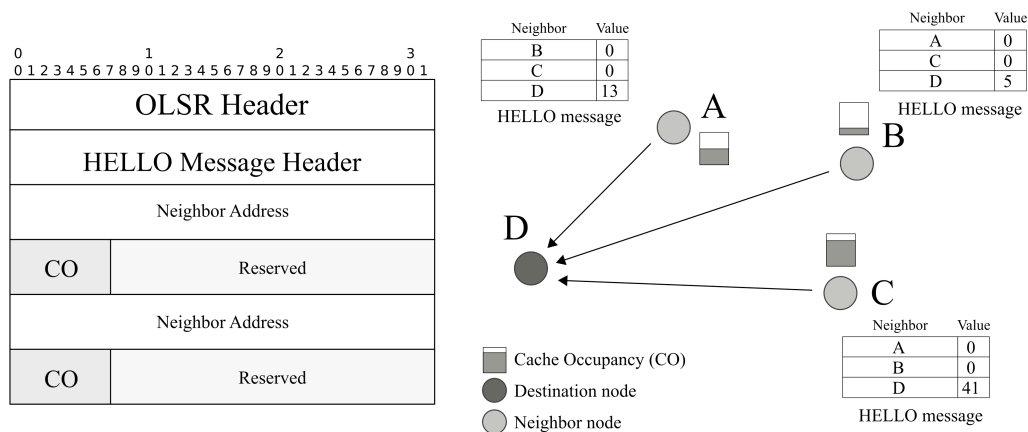 0 1 2 3
0 1 2 3 4 5 6 7 8 9 0 1 2 3 4 5 6 7 8 9 0 1 2 3 4 5 6 7 8 9 0 1
OLSR Header
HELLO Message Header
Neighbor Address
CO Reserved
Neighbor Address
CO Reserved
Neighbor Value
B 0
C 0
D 13
HELLO message
A
Neighbor Value
A 0
C 0
D 5
HELLO message
B
D
C
Neighbor Value
A 0
B 0
D 41
HELLO message
Cache Occupancy (CO)
Destination node
Neighbor node